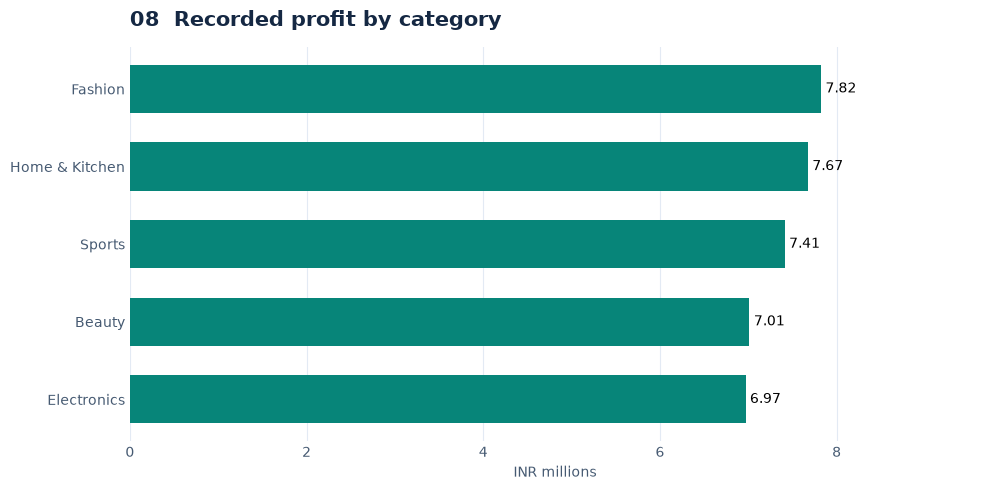 08  Recorded profit by category
Fashion 7.82
Home & Kitchen 7.67
Sports 7.41
Beauty 7.01
Electronics 6.97
0 2 4 6 8
INR millions